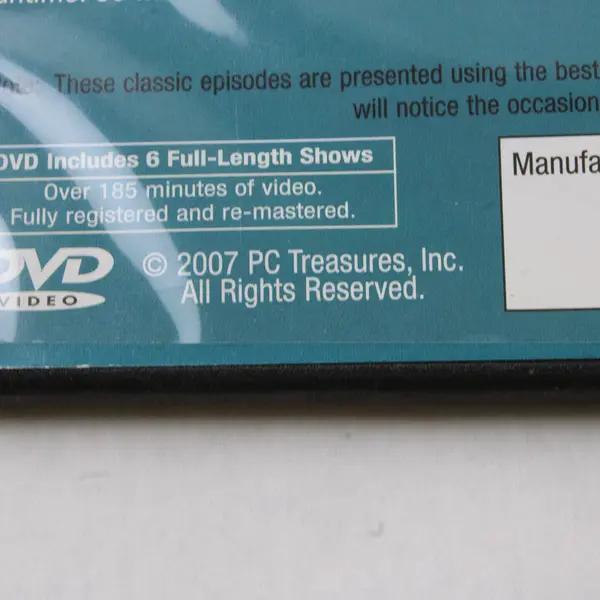 These classic episodes are presented using the best
will notice the occasion
DVD Includes 6 Full-Length Shows
Over 185 minutes of video.
Fully registered and re-mastered.
Manufa
DVD
VIDEO
© 2007 PC Treasures, Inc.
All Rights Reserved.